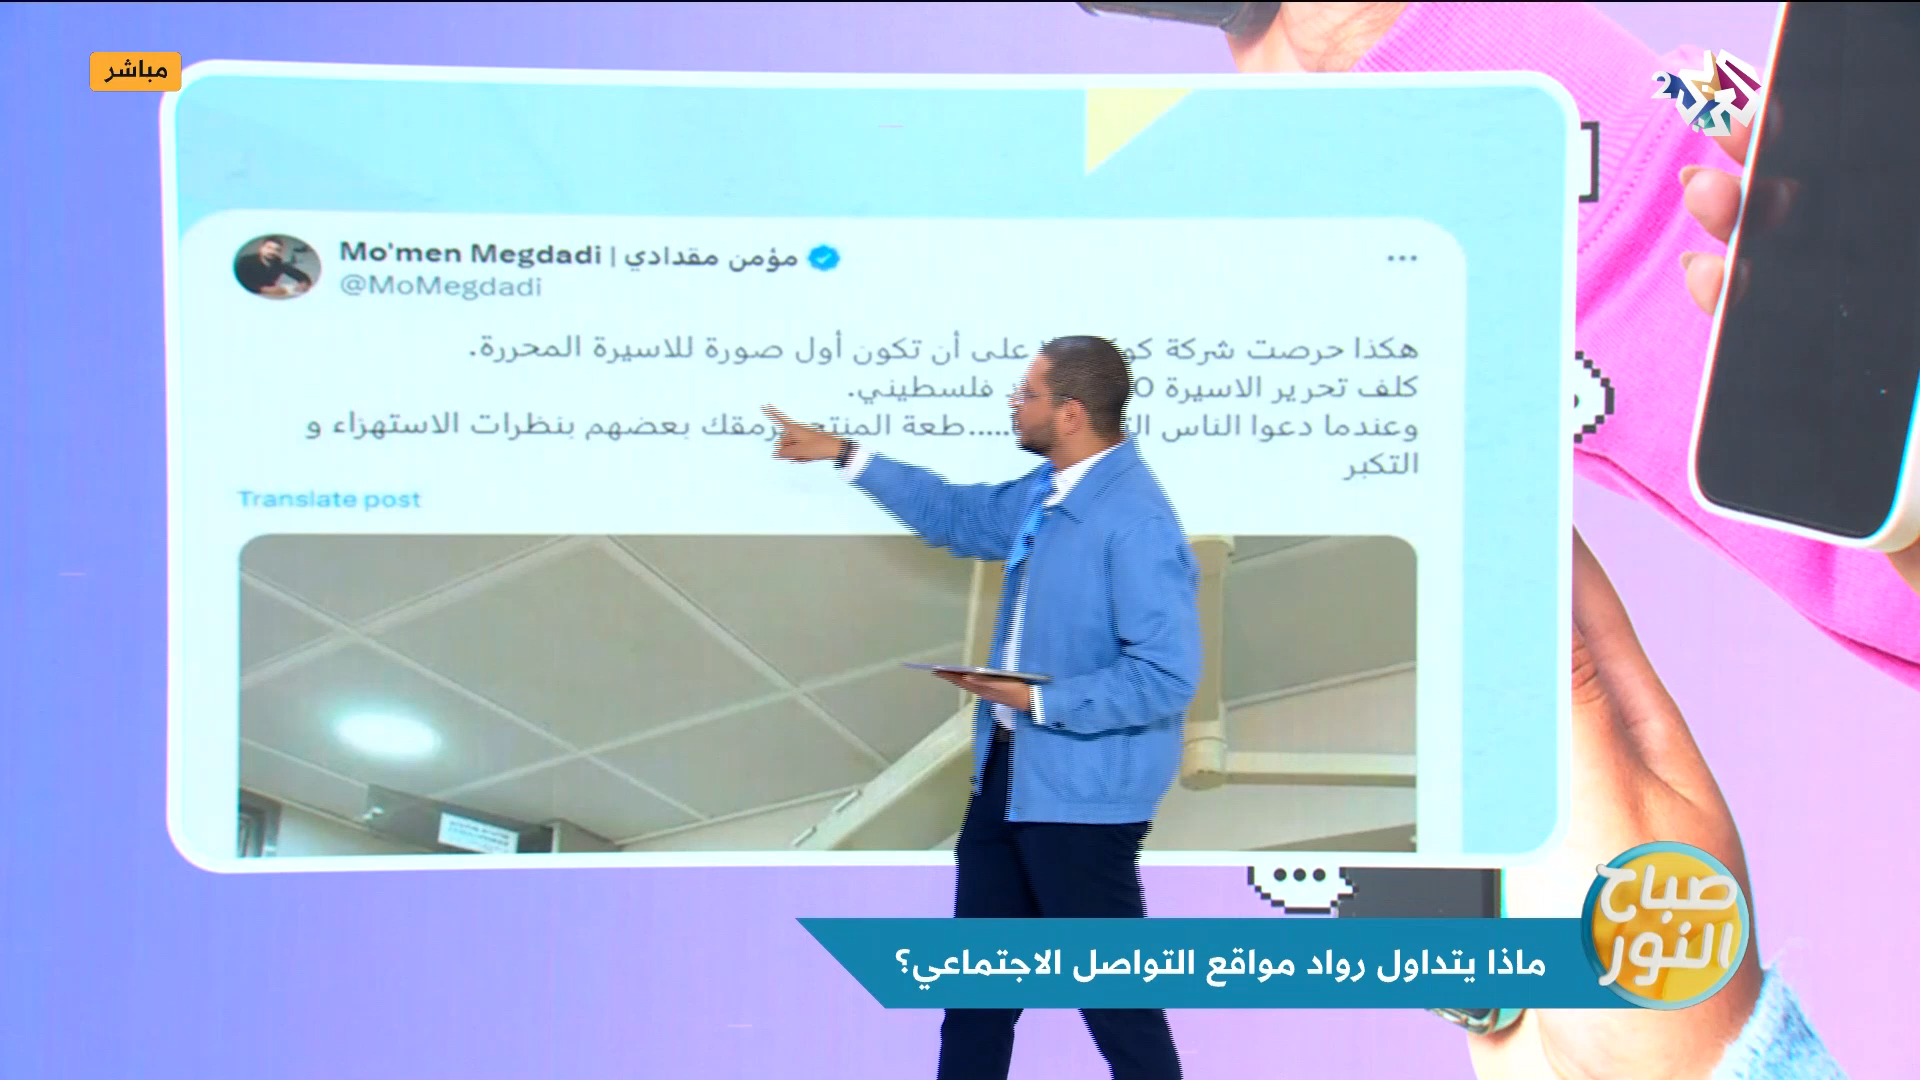 مباشر
العربي 2
Mo'men Megdadi | مؤمن مقدادي
@MoMegdadi
هكذا حرصت شركة على أن تكون أول صورة للاسيرة المحررة.
كلف تحرير الاسيرة فلسطيني.
وعندما دعوا الناس .....طعة المنتج يرمقك بعضهم بنظرات الاستهزاء و
التكبر
Translate post
صباح
النور
ماذا يتداول رواد مواقع التواصل الاجتماعي؟